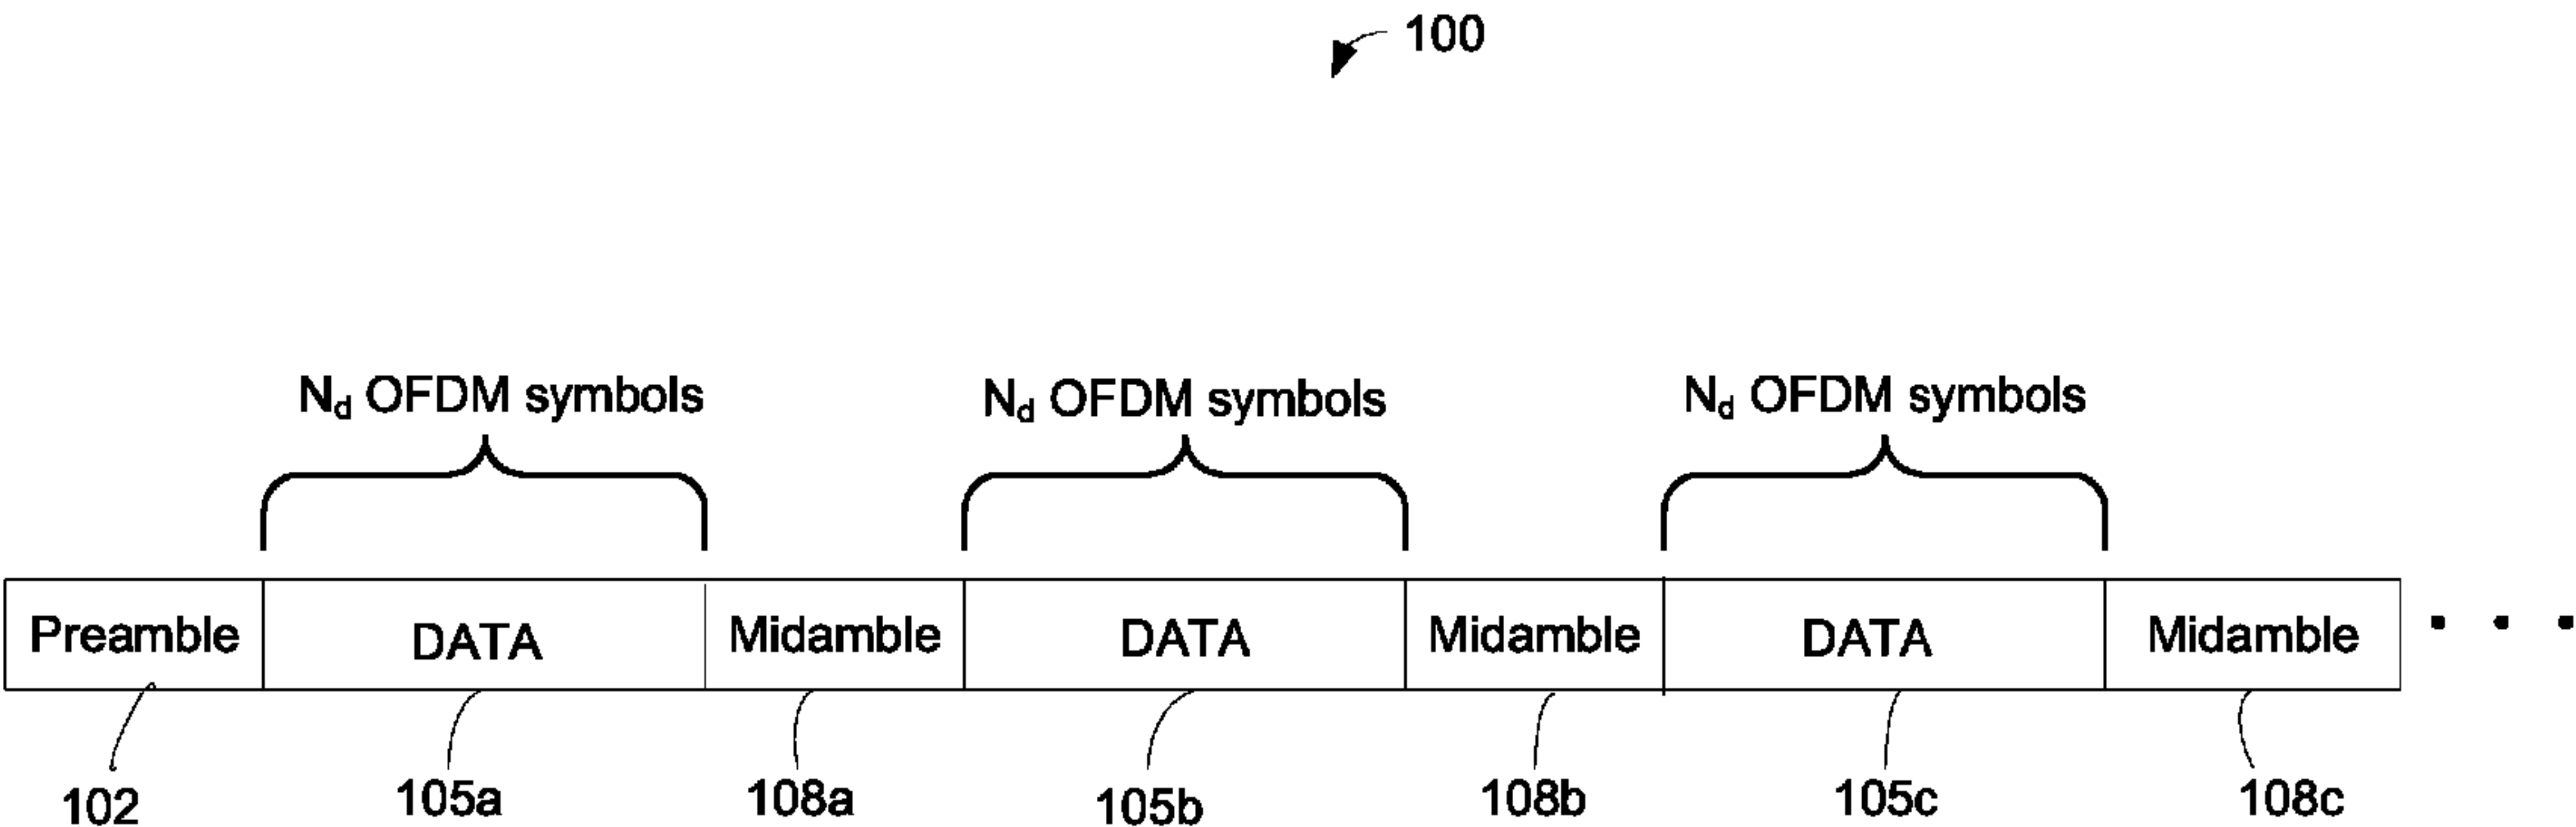 100
Nd OFDM symbols Nd OFDM symbols Nd OFDM symbols
Preamble DATA Midamble DATA Midamble DATA Midamble . . .
102 105a 108a 105b 108b 105c 108c